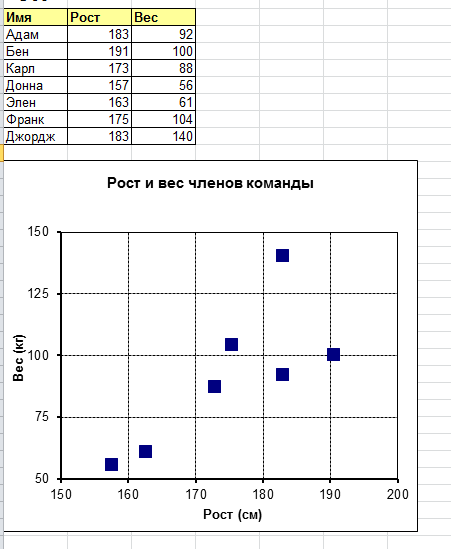 Имя Рост Вес
Адам 183 92
Бен 191 100
Карл 173 88
Донна 157 56
Элен 163 61
Франк 175 104
Джордж 183 140
Рост и вес членов команды
150
125
100
75
50
Вес (кг)
150 160 170 180 190 200
Рост (см)